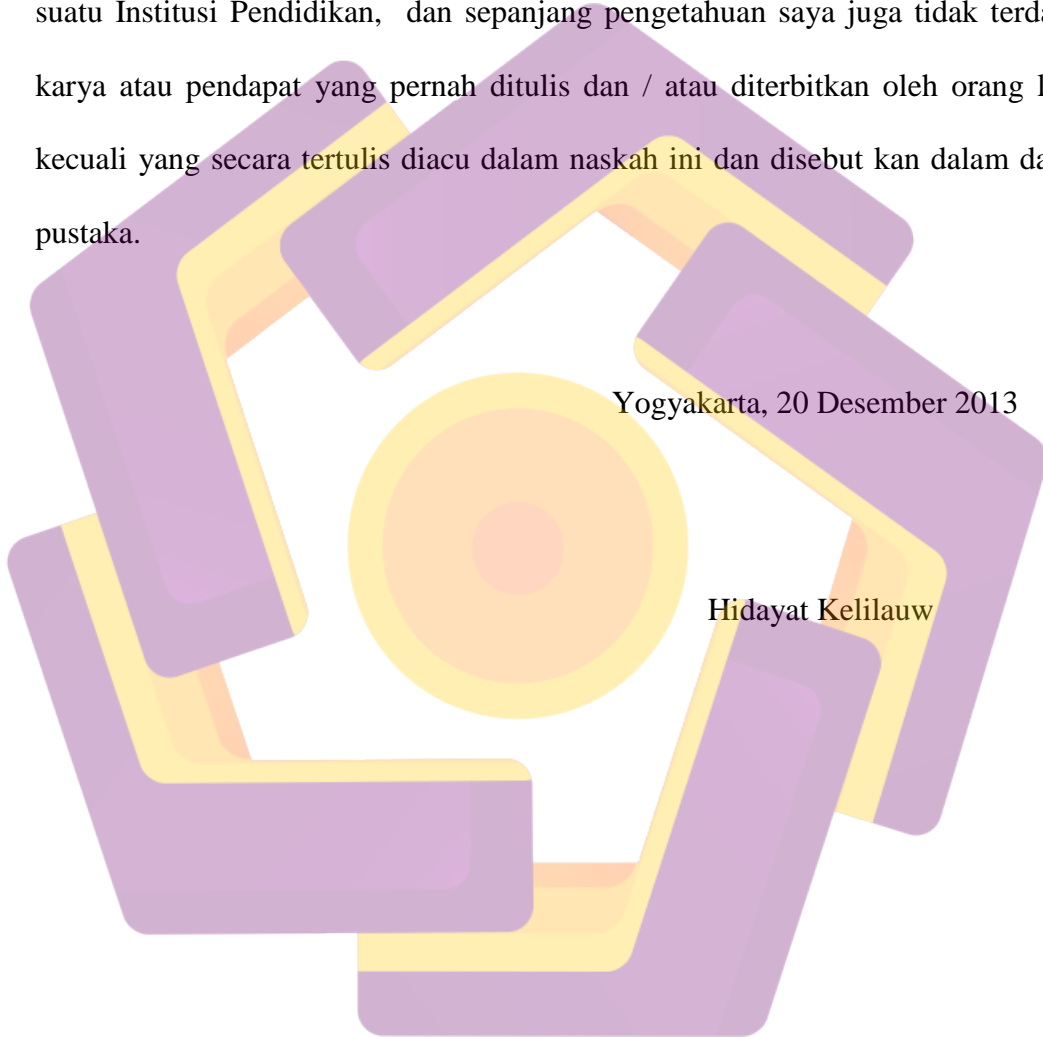 suatu Institusi Pendidikan, dan sepanjang pengetahuan saya juga tidak
karya atau pendapat yang pernah ditulis dan / atau diterbitkan oleh orang
kecuali yang secara tertulis diacu dalam naskah ini dan disebut kan dalam
pustaka.
Yogyakarta, 20 Desember 2013
Hidayat Kelilauw